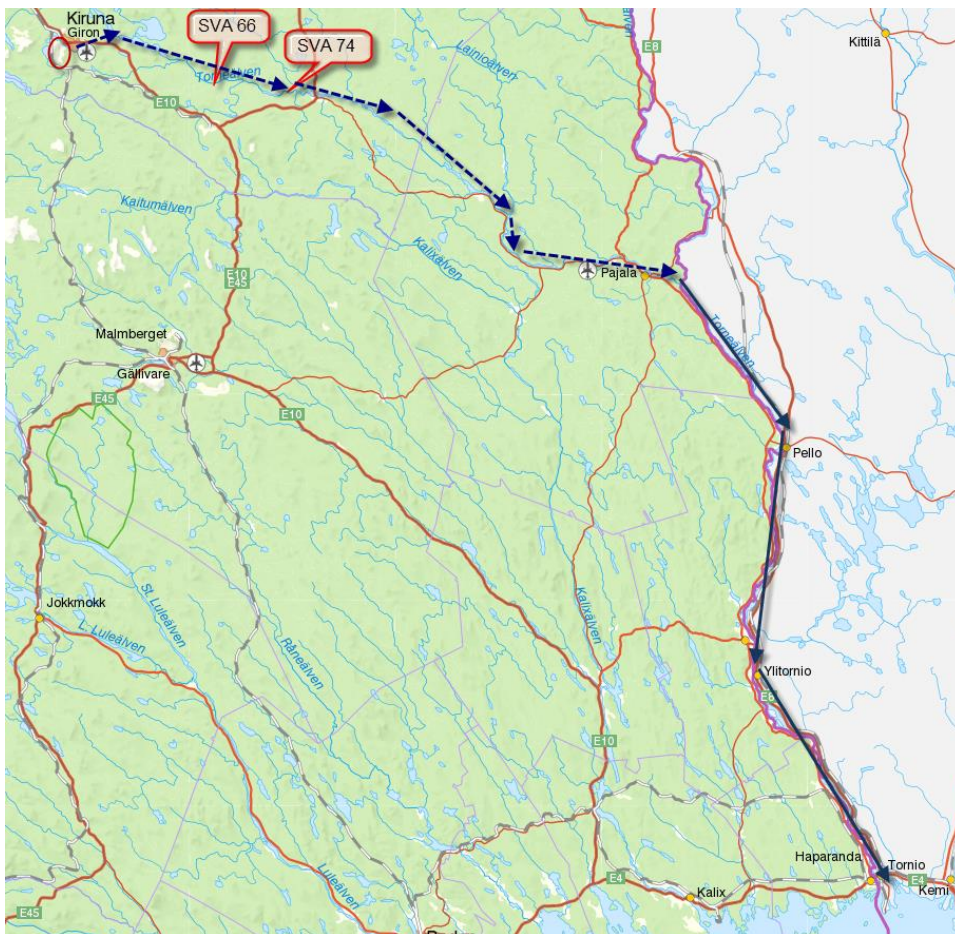 Kiruna
Giron
SVA 66
SVA 74
E8
Kittilä
Lainioälven
Torneälven
E10
Kaitumälven
Kalixälven
E10
E45
Pajala
Torneälven
Malmberget
Gällivare
E45
E10
Pello
Jokkmokk
St. Luleälven
L. Luleälven
Råneälven
Kalixälven
Ylitornio
E8
E10
Haparanda
Tornio
E4
Kemi
E4
Kalix
Luleälven
E45